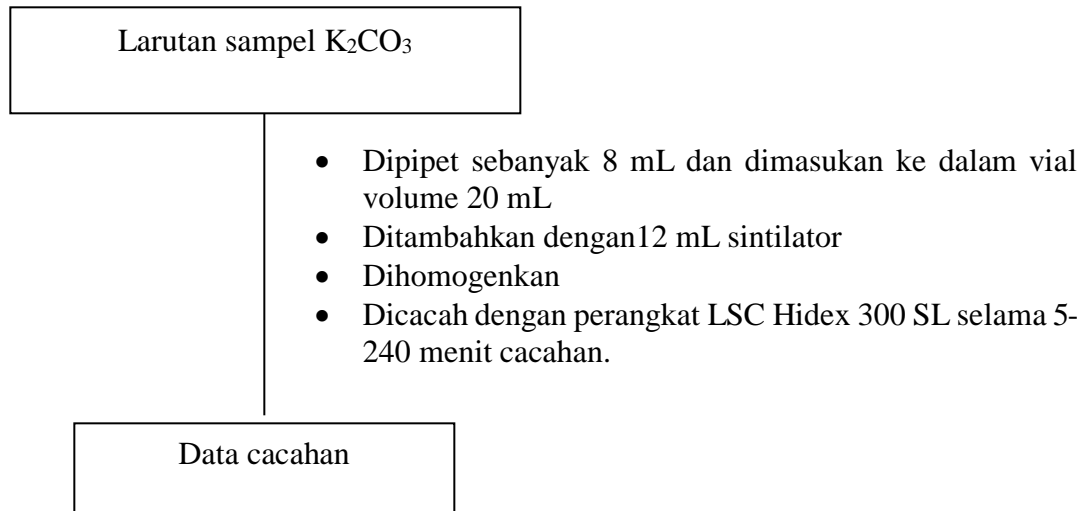 Larutan sampel K₂CO₃
• Dipipet sebanyak 8 mL dan dimasukan ke dalam vial
volume 20 mL
• Ditambahkan dengan12 mL sintilator
• Dihomogenkan
• Dicacah dengan perangkat LSC Hidex 300 SL selama 5-
240 menit cacahan.
Data cacahan